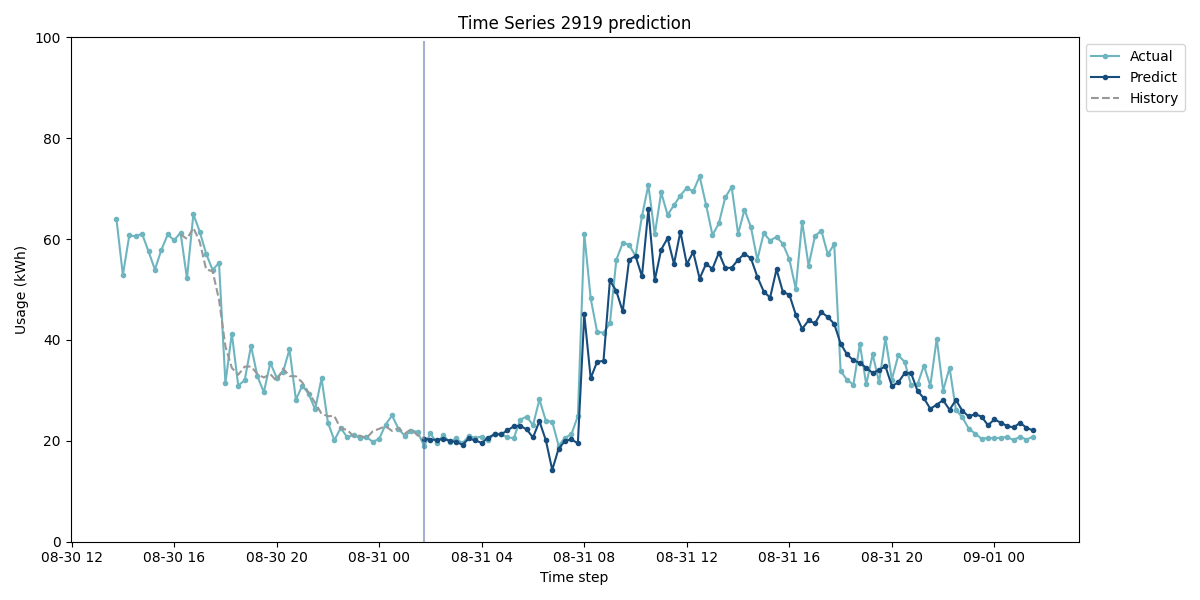 Time Series 2919 prediction
100
80
60
40
20
0
Usage (kWh)
08-30 12
08-30 16
08-30 20
08-31 00
08-31 04
08-31 08
08-31 12
08-31 16
08-31 20
09-01 00
Time step
Actual
Predict
History